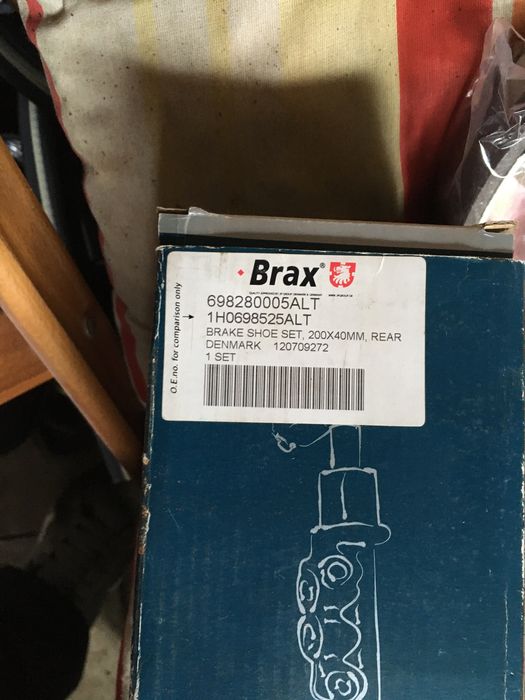 Brax®
698280005ALT
1H0698525ALT
BRAKE SHOE SET, 200X40MM, REAR
DENMARK 120709272
1 SET
O.E.no. for comparison only